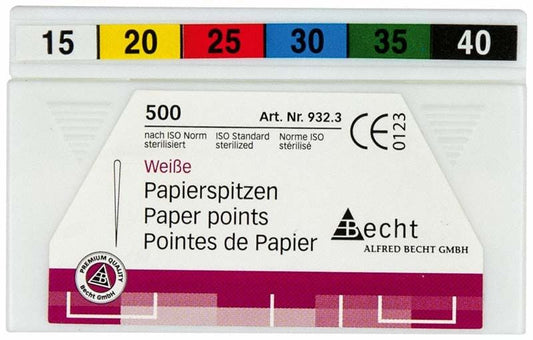 15 20 25 30 35 40
500 Art. Nr. 932.3
nach ISO Norm ISO Standard Norme ISO
sterilisiert sterilized stérilisé
CE 0123
Weiße
Papierspitzen
Paper points
Pointes de Papier
Becht
ALFRED BECHT GMBH
PREMIUM QUALITY
B
Becht GmbH